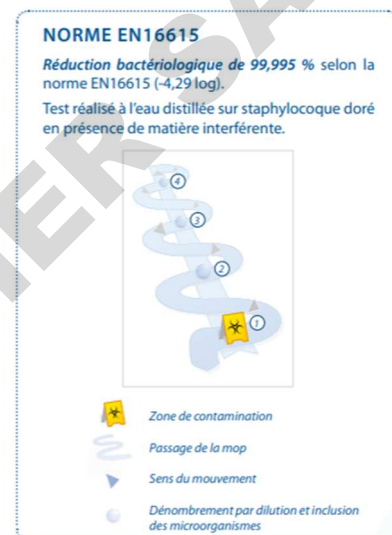 NORME EN16615
Réduction bactériologique de 99,995 % selon la
norme EN16615 (-4,29 log).
Test réalisé à l'eau distillée sur staphylocoque doré
en présence de matière interférente.
4
3
2
1
Zone de contamination
Passage de la mop
Sens du mouvement
Dénombrement par dilution et inclusion
des microorganismes